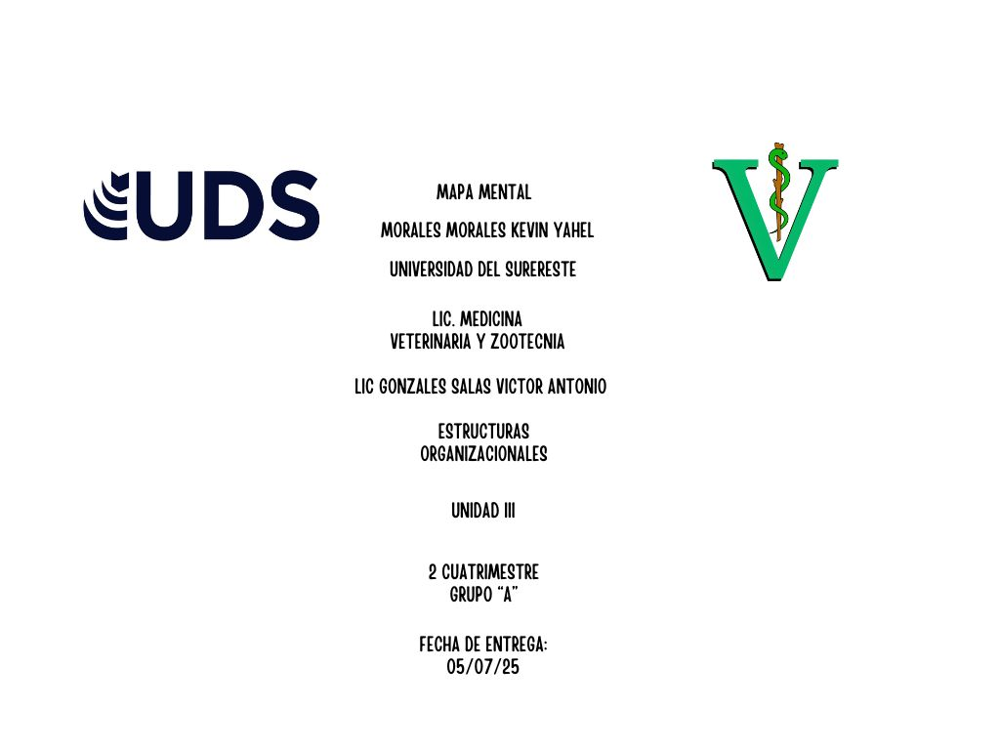 UDS
V
MAPA MENTAL
MORALES MORALES KEVIN YAHEL
UNIVERSIDAD DEL SURERESTE
LIC. MEDICINA
VETERINARIA Y ZOOTECNIA
LIC GONZALES SALAS VICTOR ANTONIO
ESTRUCTURAS
ORGANIZACIONALES
UNIDAD III
2 CUATRIMESTRE
GRUPO “A”
FECHA DE ENTREGA:
05/07/25